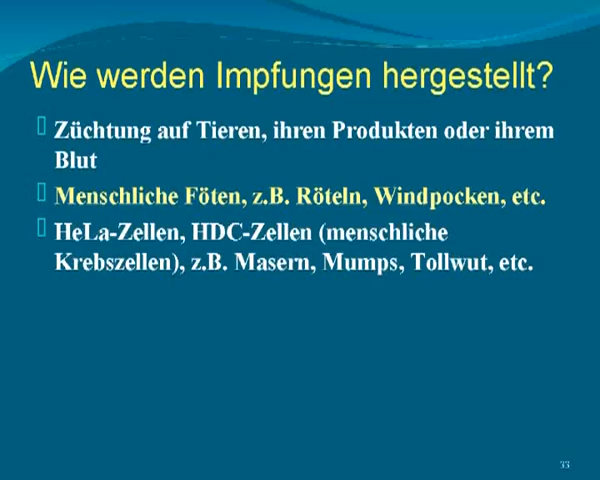 Wie werden Impfungen hergestellt?
Züchtung auf Tieren, ihren Produkten oder ihrem
Blut
Menschliche Föten, z.B. Röteln, Windpocken, etc.
HeLa-Zellen, HDC-Zellen (menschliche
Krebszellen), z.B. Masern, Mumps, Tollwut, etc.
33